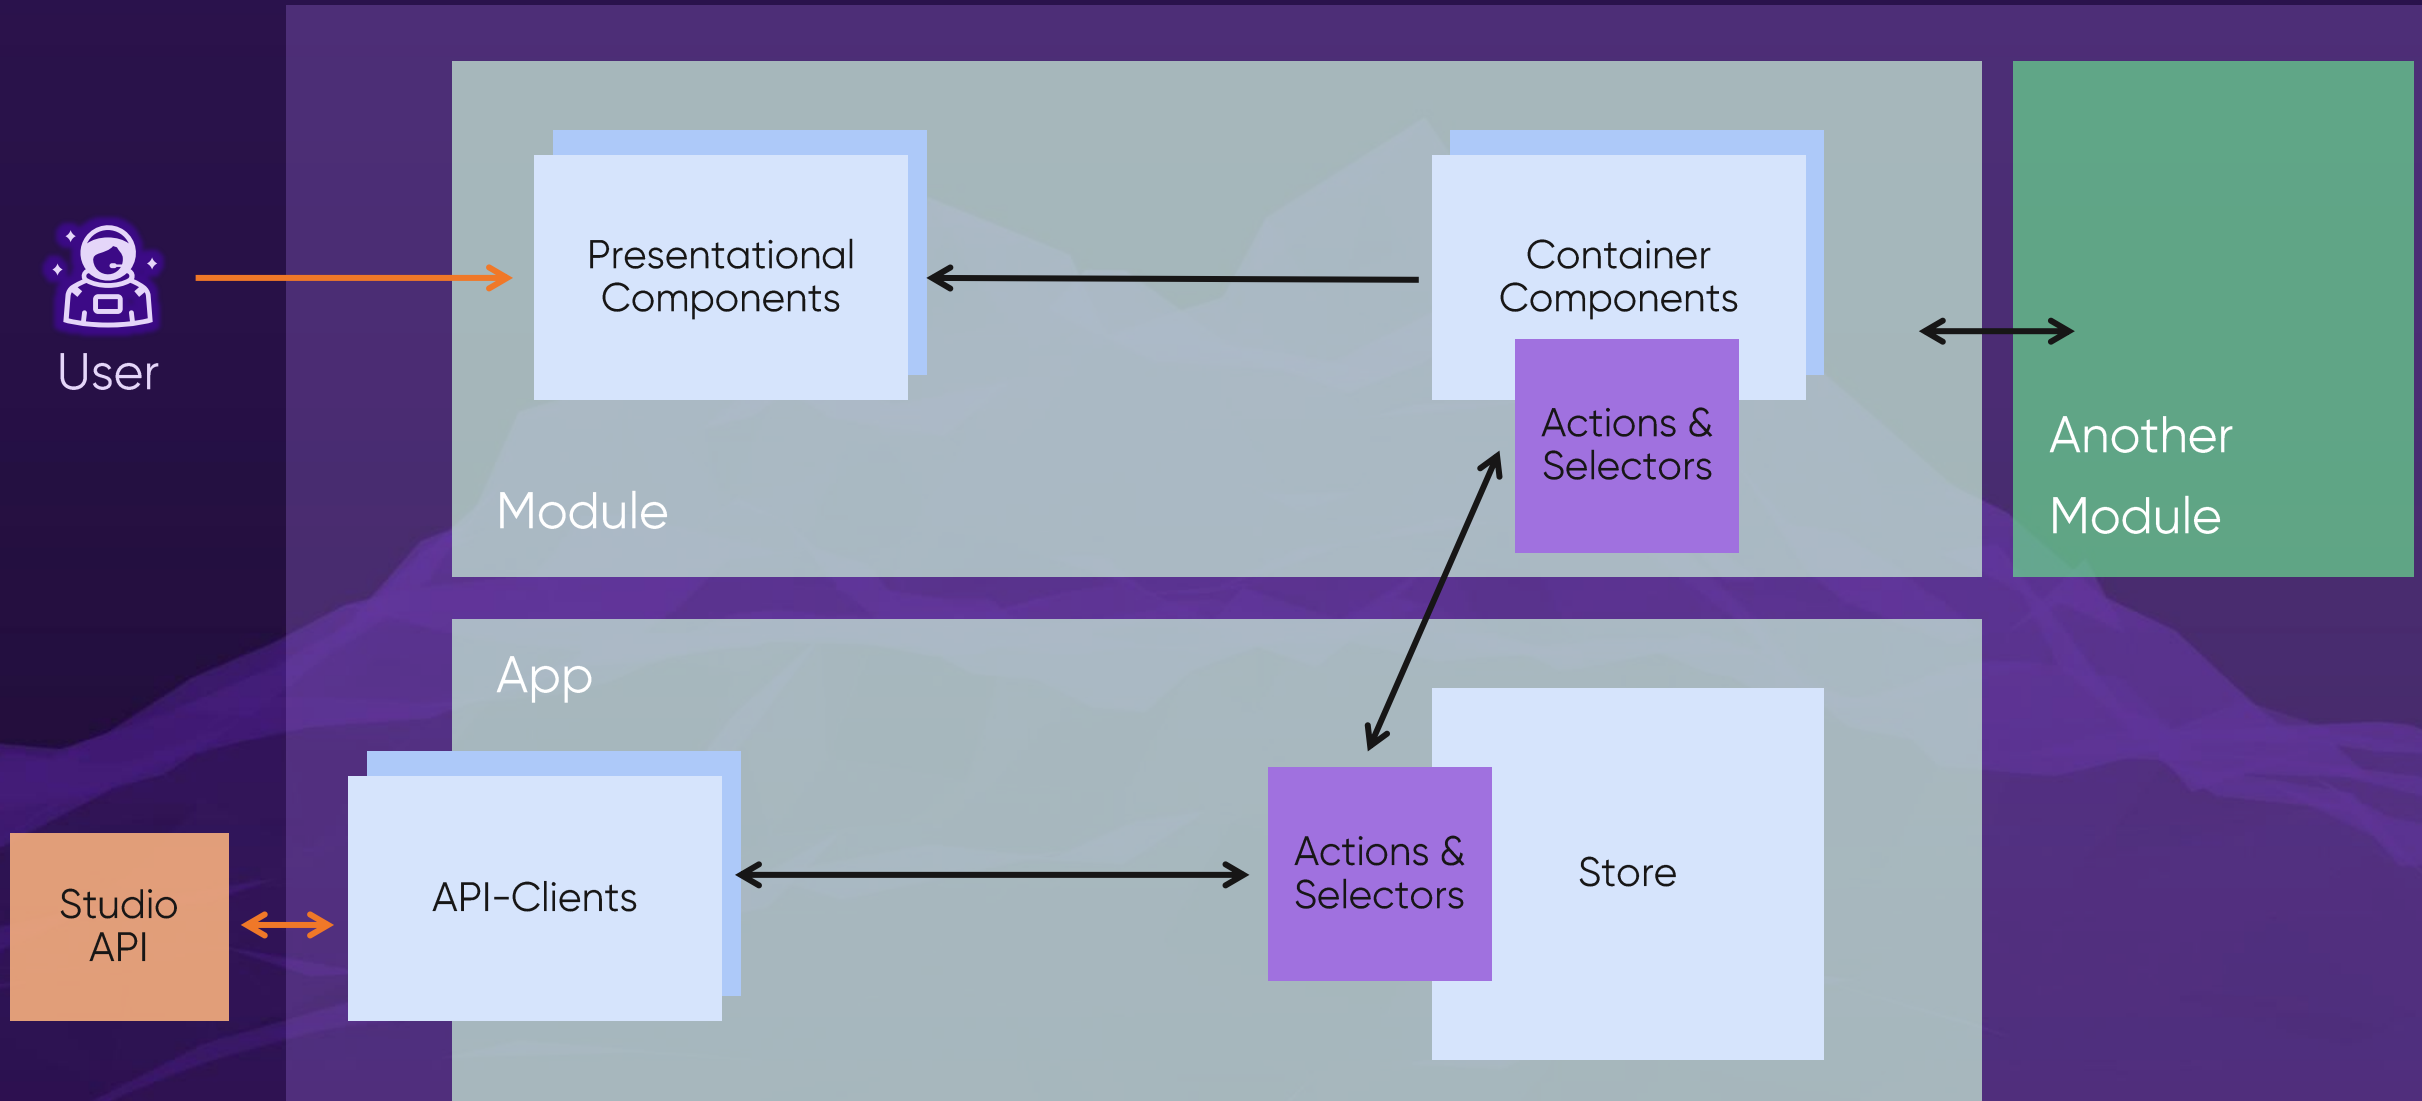 Presentational
Components
Container
Components
User
Actions &
Selectors
Another
Module
Module
App
Actions &
Selectors
Store
API-Clients
Studio
API